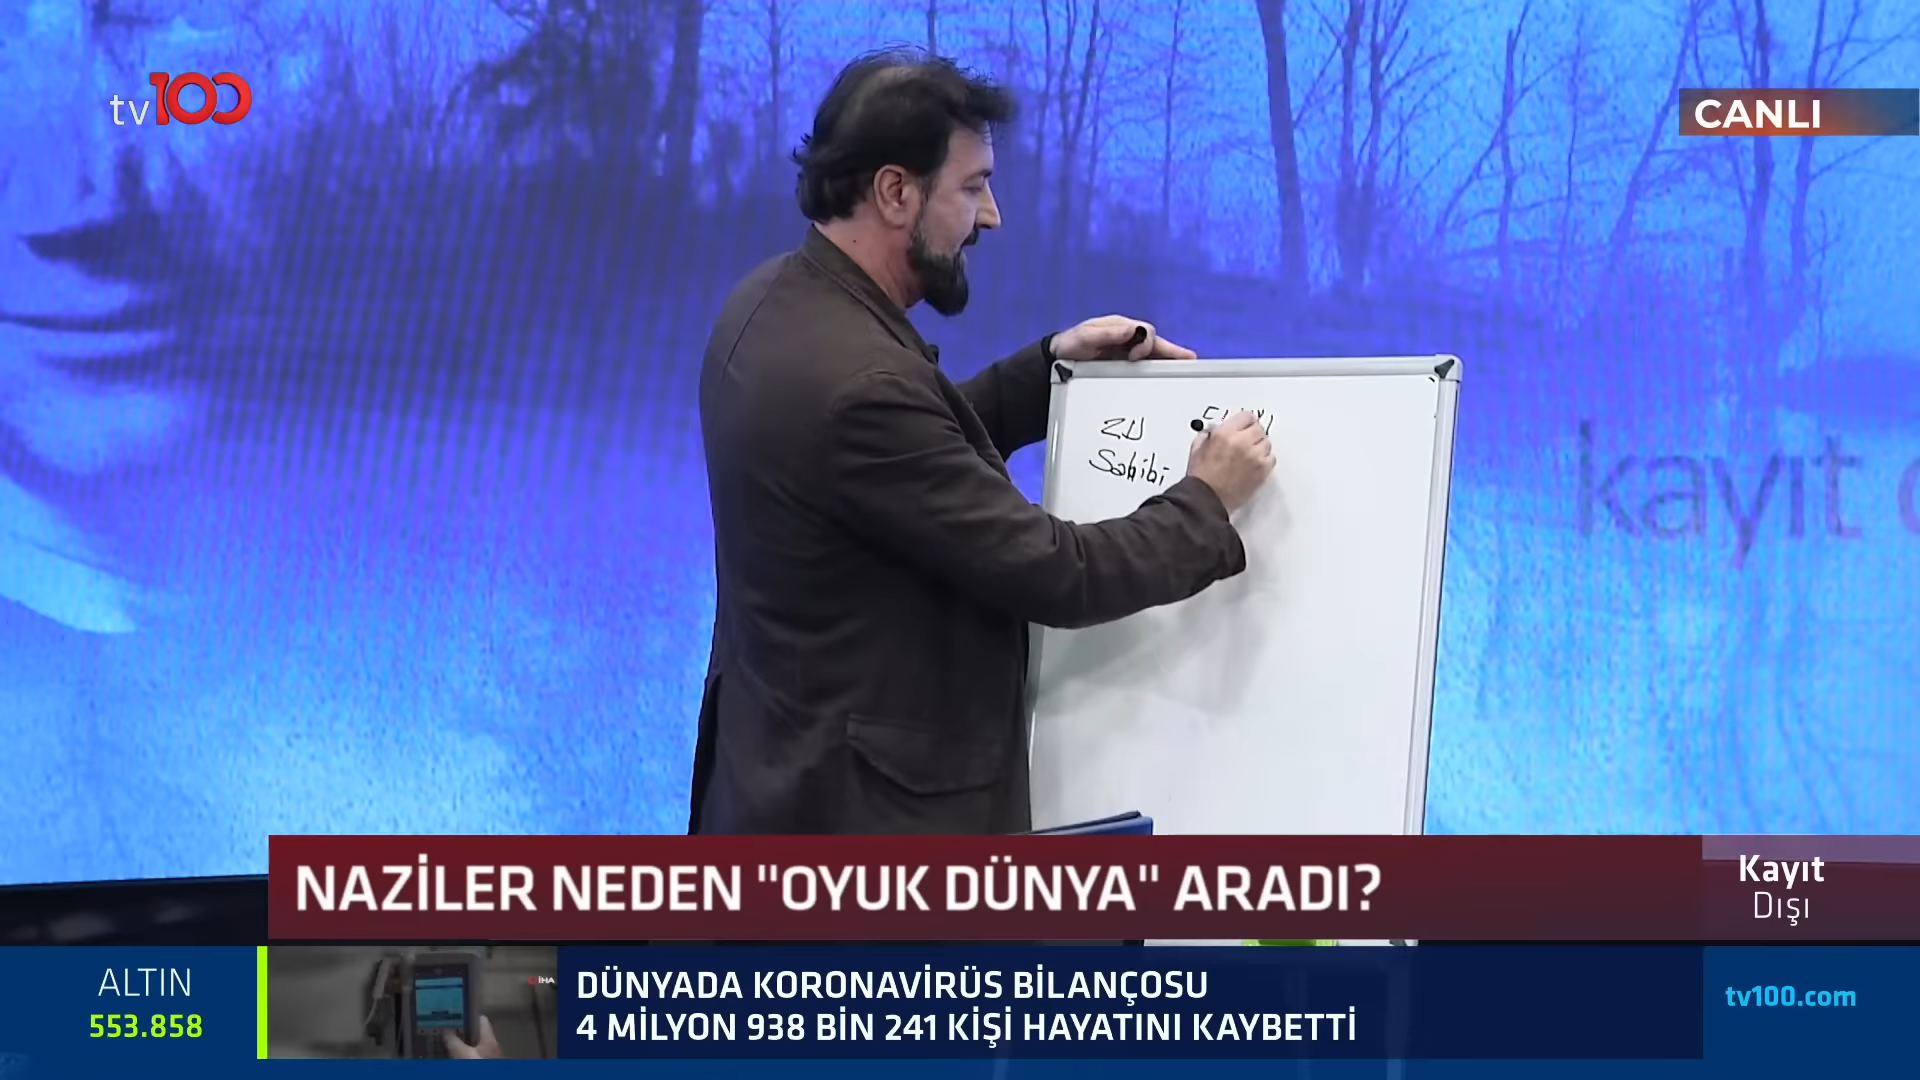 tv100
CANLI
ZU
Sahibi
kayıt
NAZİLER NEDEN "OYUK DÜNYA" ARADI?
Kayıt
Dışı
ALTIN
553.858
İHA
DÜNYADA KORONAVİRÜS BİLANÇOSU
4 MİLYON 938 BİN 241 KİŞİ HAYATINI KAYBETTİ
tv100.com